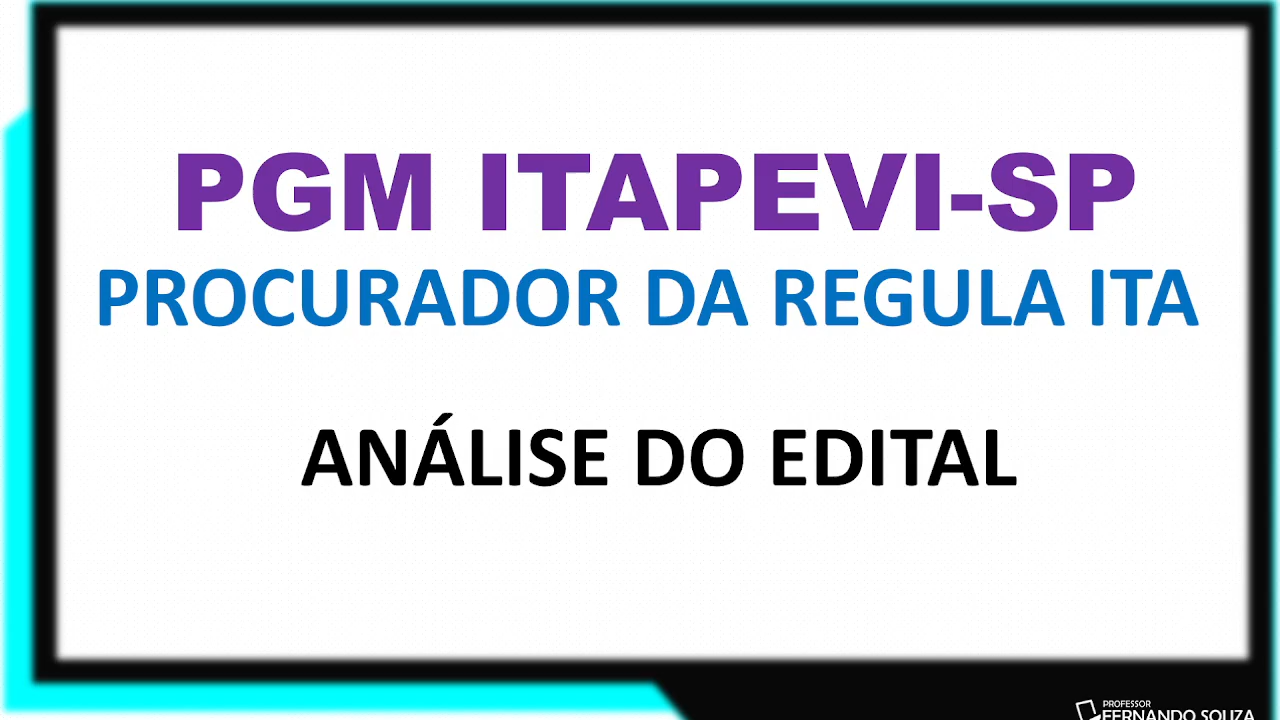 PGM ITAPEVI-SP
PROCURADOR DA REGULA ITA
ANÁLISE DO EDITAL
PROFESSOR
FERNANDO SOUZA